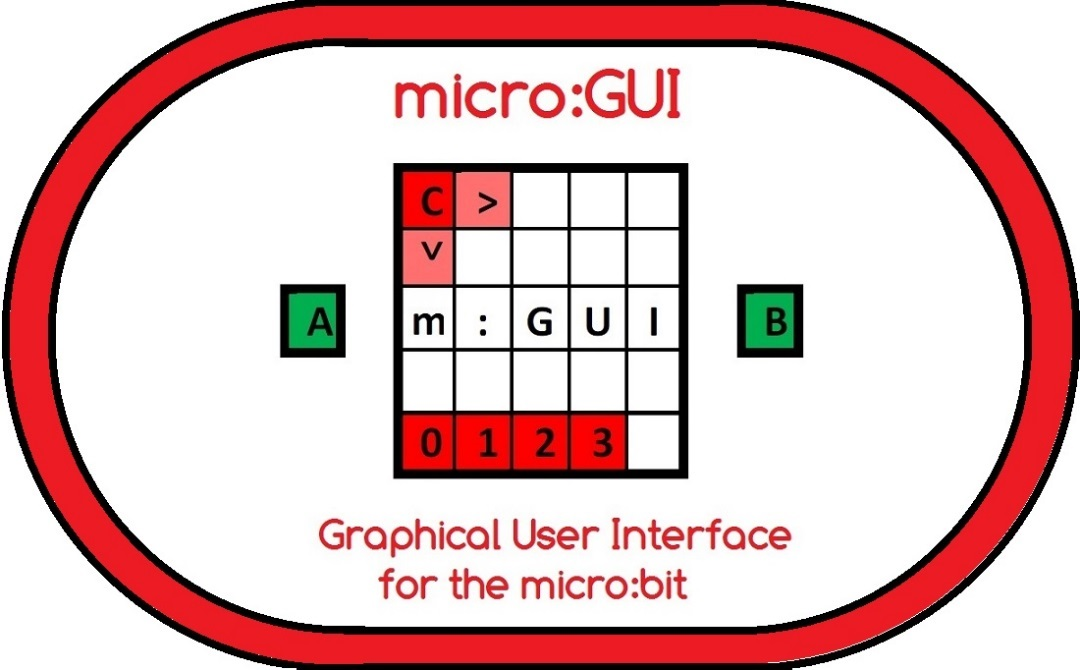 micro:GUI
C >
v
A m : G U I B
0 1 2 3
Graphical User Interface
for the micro:bit